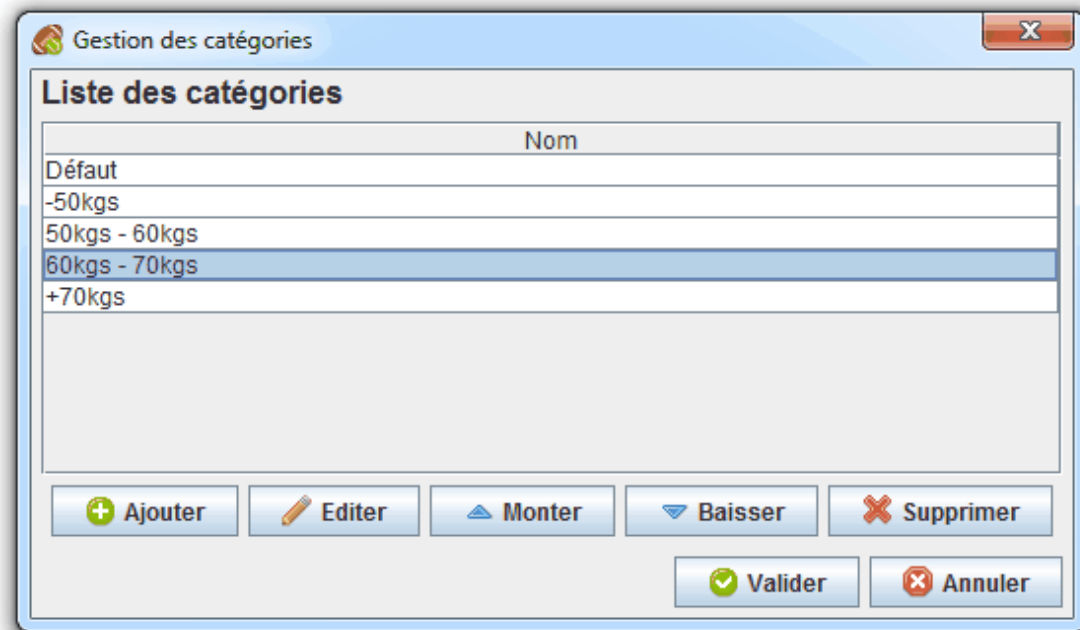 Gestion des catégories
Liste des catégories
Nom
Défaut
-50kgs
50kgs - 60kgs
60kgs - 70kgs
+70kgs
Ajouter Editer Monter Baisser Supprimer
Valider Annuler